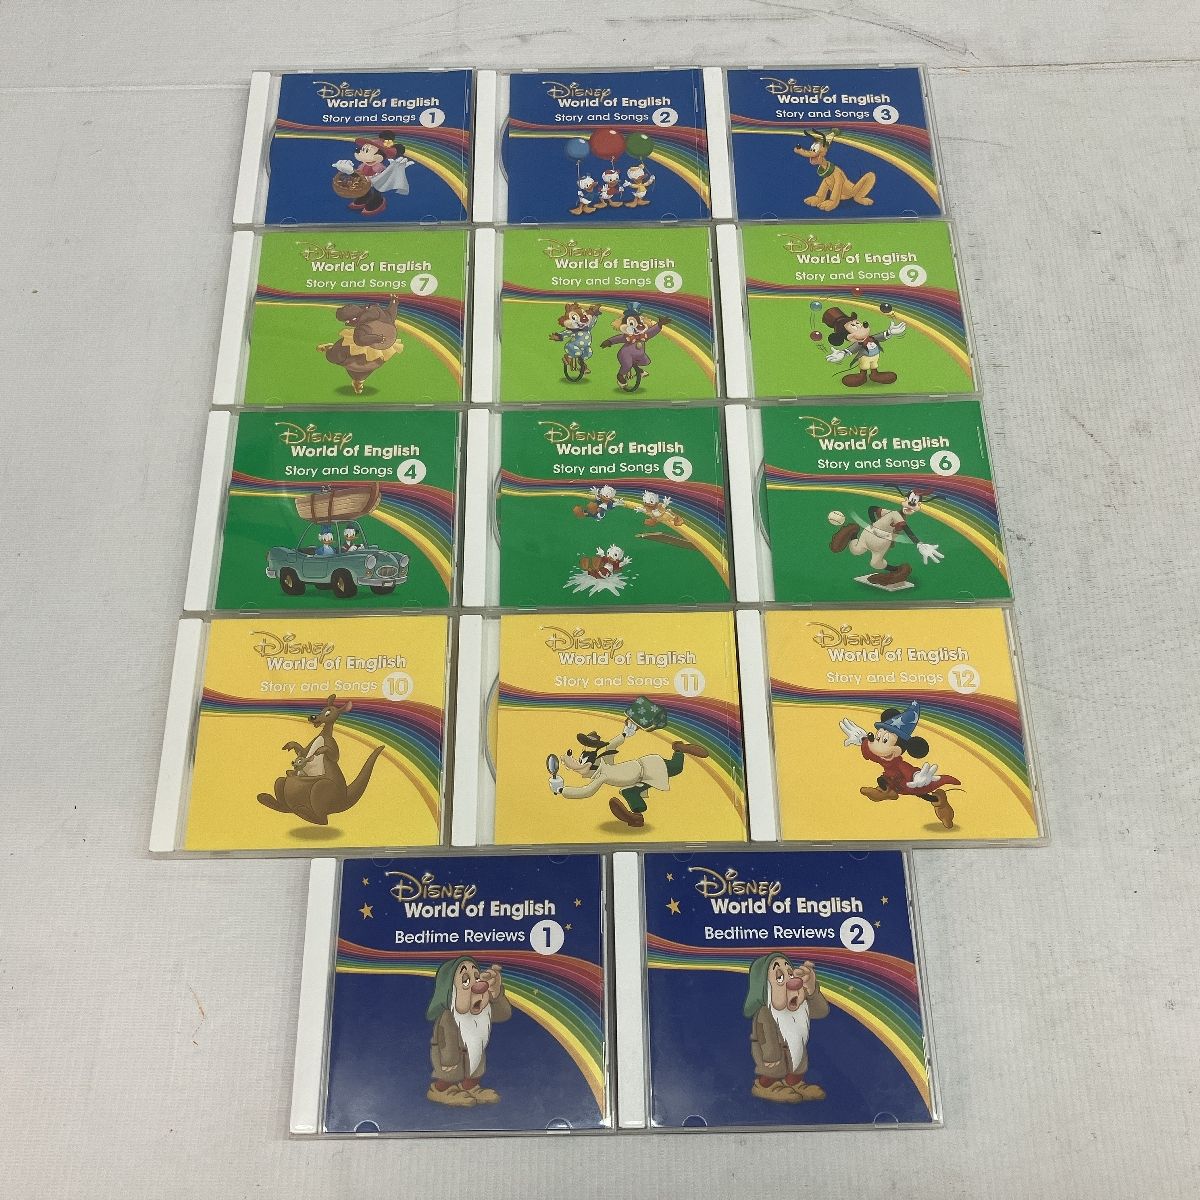 Disney
World of English
Story and Songs 1
Disney
World of English
Story and Songs 2
Disney
World of English
Story and Songs 3
Disney
World of English
Story and Songs 7
Disney
World of English
Story and Songs 8
Disney
World of English
Story and Songs 9
Disney
World of English
Story and Songs 4
Disney
World of English
Story and Songs 5
Disney
World of English
Story and Songs 6
Disney
World of English
Story and Songs 10
Disney
World of English
Story and Songs 11
Disney
World of English
Story and Songs 12
Disney
World of English
Bedtime Reviews 1
Disney
World of English
Bedtime Reviews 2